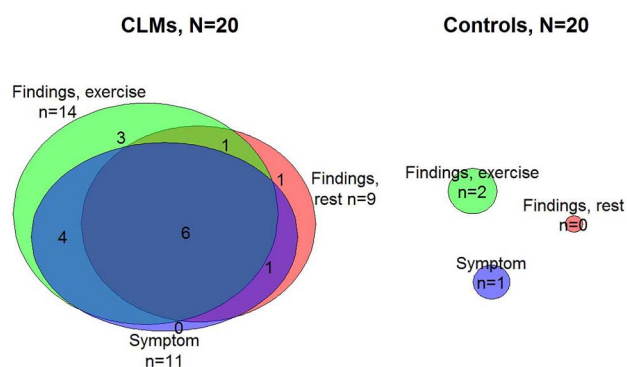 CLMs, N=20
Controls, N=20
Findings, exercise
n=14
3
1
1
Findings,
rest n=9
4
6
1
0
Symptom
n=11
Findings, exercise
n=2
Findings, rest
n=0
Symptom
n=1